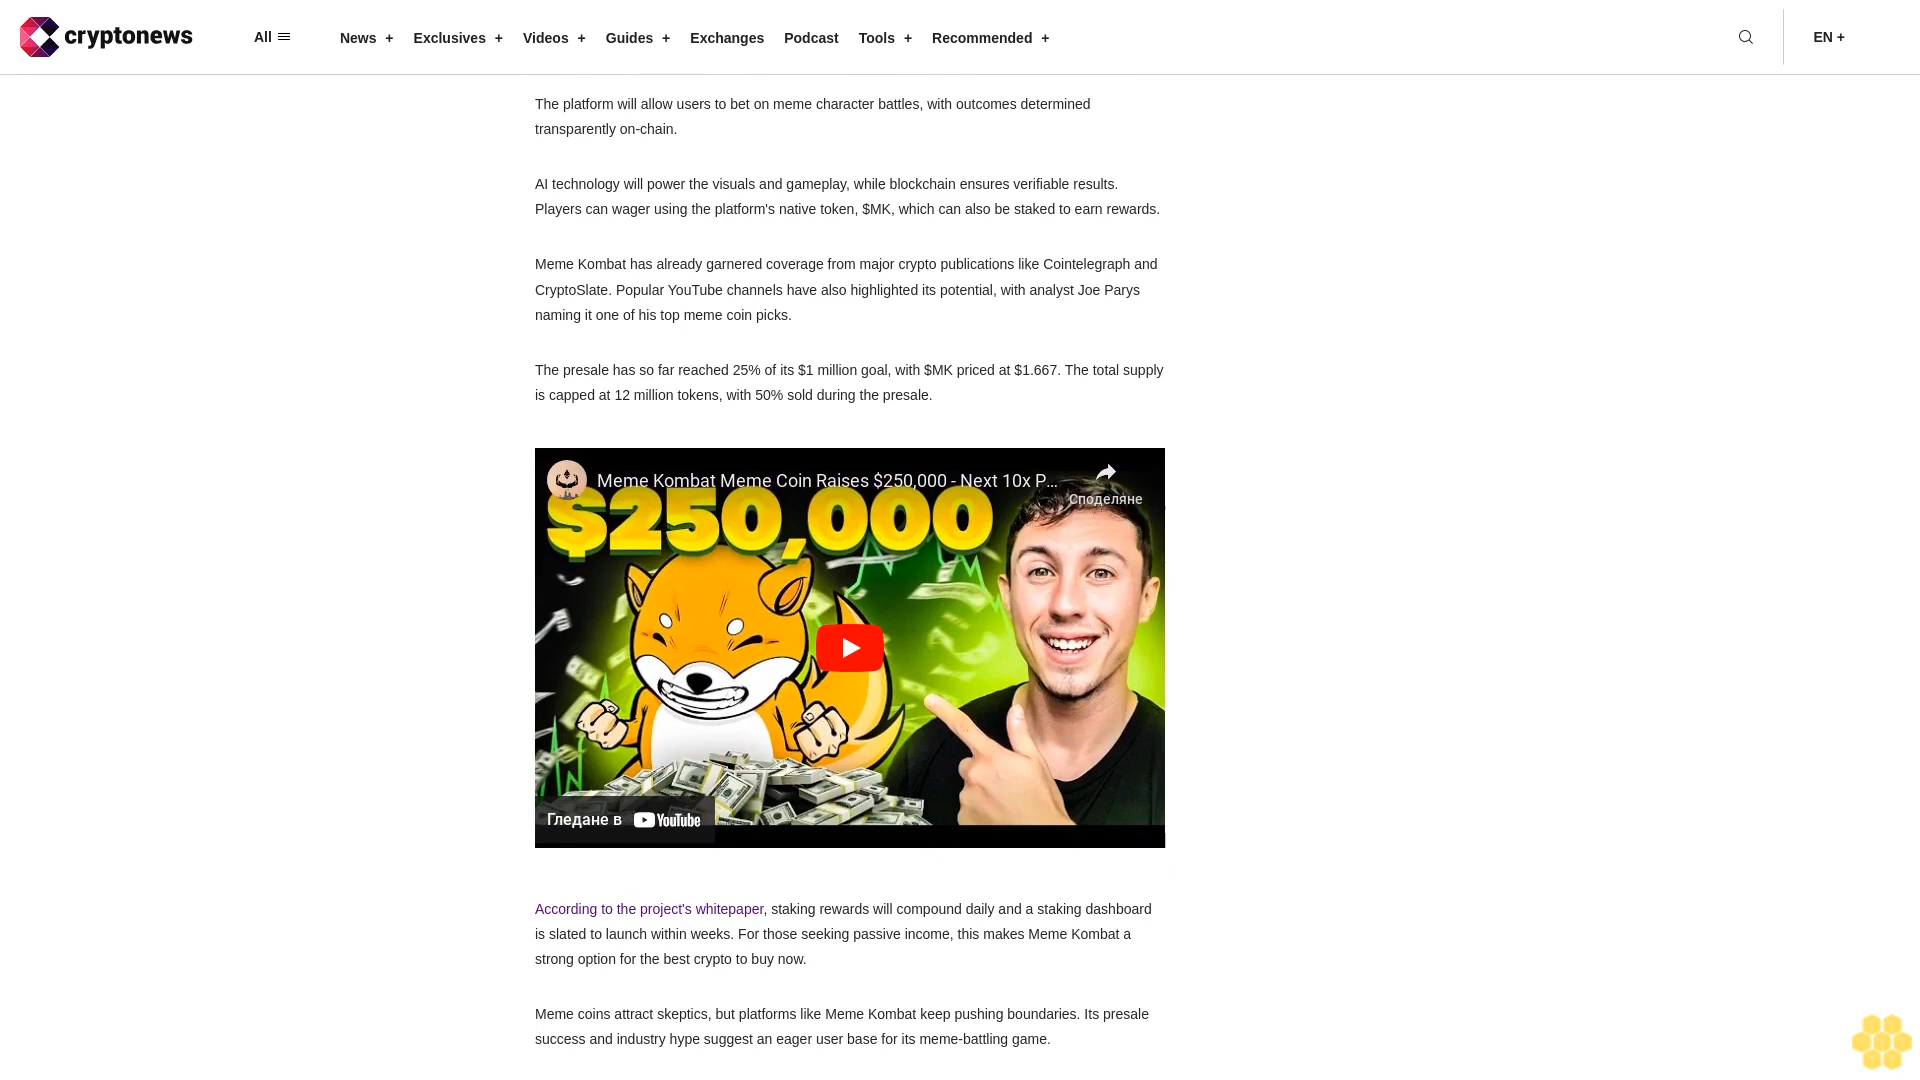 cryptonews
All
News +
Exclusives +
Videos +
Guides +
Exchanges
Podcast
Tools +
Recommended +
EN +
The platform will allow users to bet on meme character battles, with outcomes determined
transparently on-chain.
AI technology will power the visuals and gameplay, while blockchain ensures verifiable results.
Players can wager using the platform's native token, $MK, which can also be staked to earn rewards.
Meme Kombat has already garnered coverage from major crypto publications like Cointelegraph and
CryptoSlate. Popular YouTube channels have also highlighted its potential, with analyst Joe Parys
naming it one of his top meme coin picks.
The presale has so far reached 25% of its $1 million goal, with $MK priced at $1.667. The total supply
is capped at 12 million tokens, with 50% sold during the presale.
Meme Kombat Meme Coin Raises $250,000 - Next 10x P...
Споделяне
$250,000
Гледане в YouTube
According to the project's whitepaper, staking rewards will compound daily and a staking dashboard
is slated to launch within weeks. For those seeking passive income, this makes Meme Kombat a
strong option for the best crypto to buy now.
Meme coins attract skeptics, but platforms like Meme Kombat keep pushing boundaries. Its presale
success and industry hype suggest an eager user base for its meme-battling game.